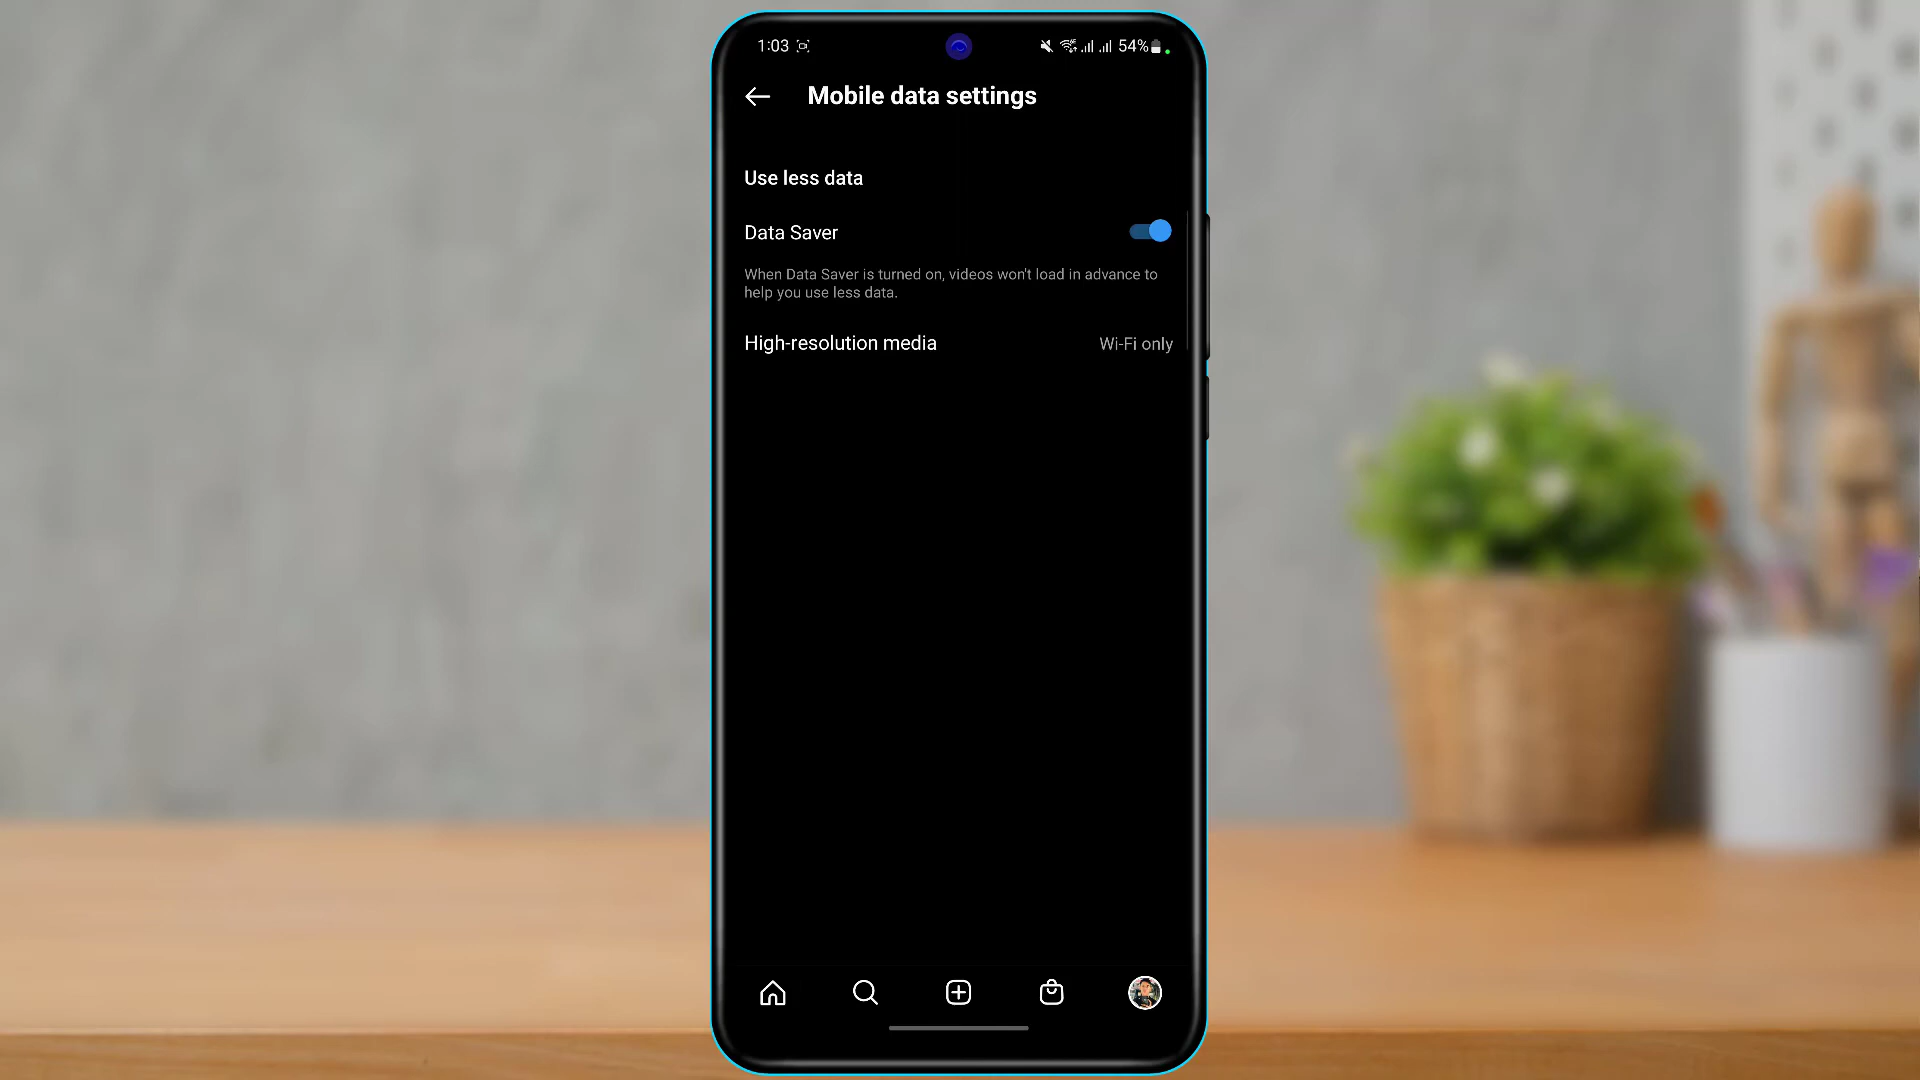 1:03 54%
Mobile data settings
Use less data
Data Saver
When Data Saver is turned on, videos won't load in advance to
help you use less data.
High-resolution media Wi-Fi only